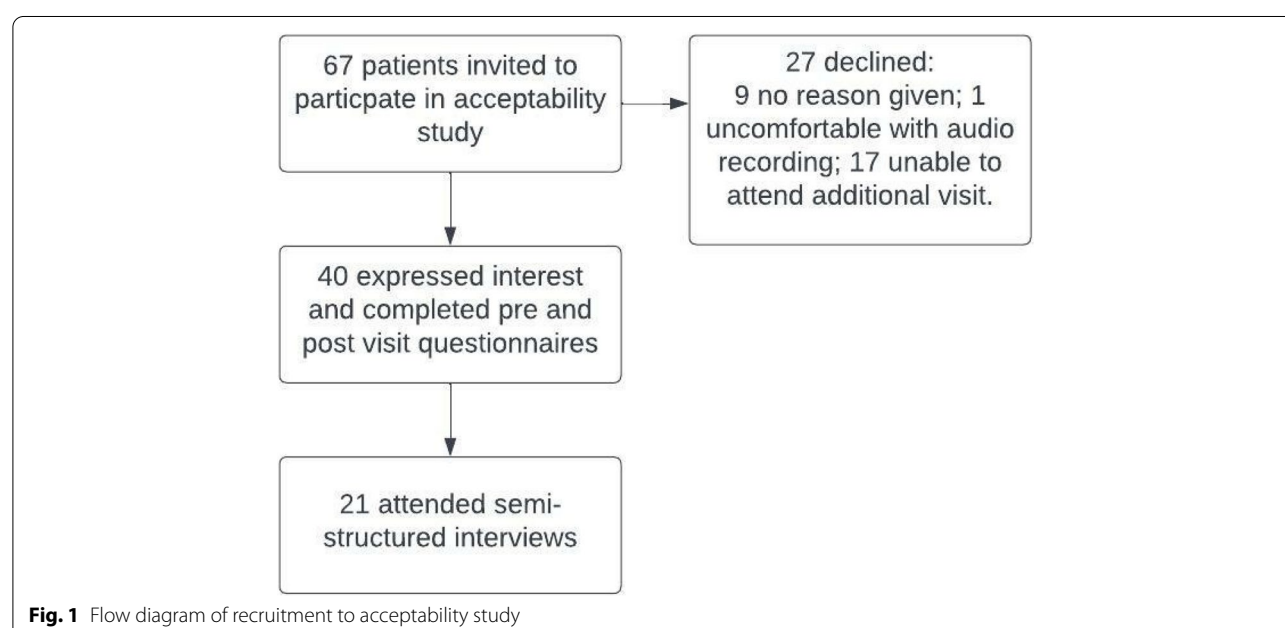 67 patients invited to
particpate in acceptability
study
27 declined:
9 no reason given; 1
uncomfortable with audio
recording; 17 unable to
attend additional visit.
40 expressed interest
and completed pre and
post visit questionnaires
21 attended semi-
structured interviews
Fig. 1 Flow diagram of recruitment to acceptability study